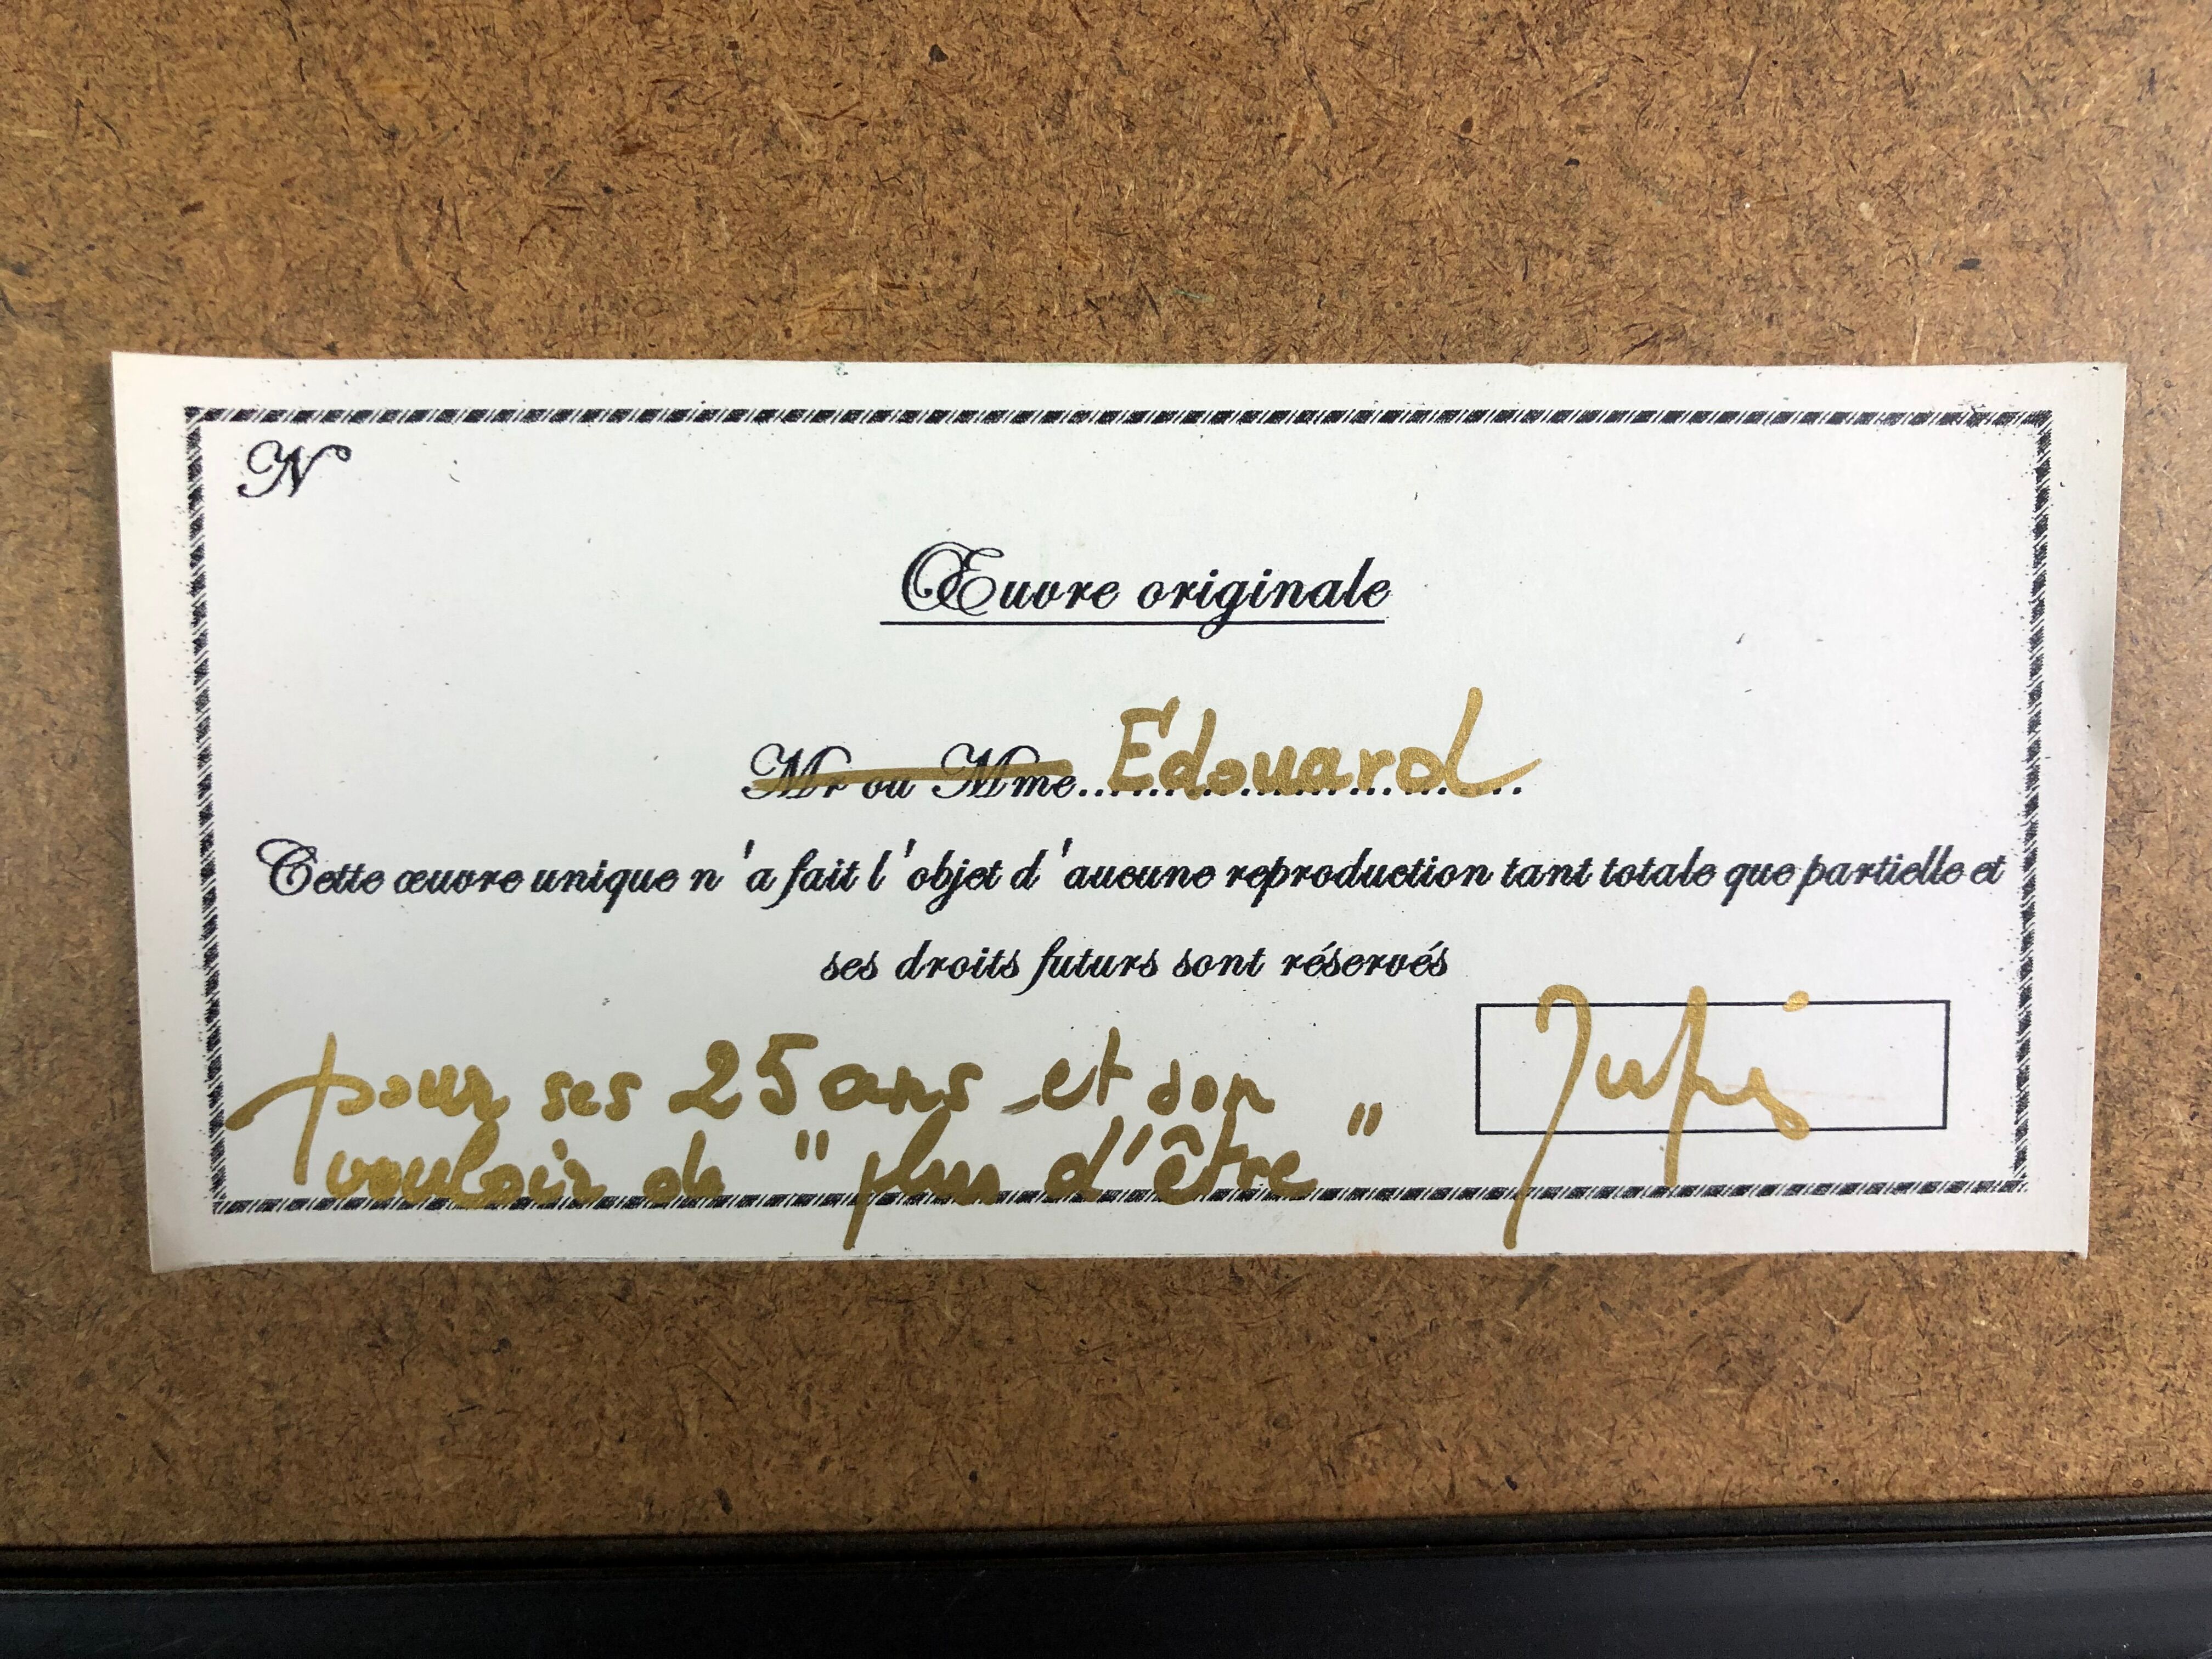 N°
Œuvre originale
Mr ou Mme.......... Edouard
Cette œuvre unique n'a fait l'objet d'aucune reproduction tant totale que partielle et
ses droits futurs sont réservés
pour ses 25 ans et son
vouloir de "plus d'être"